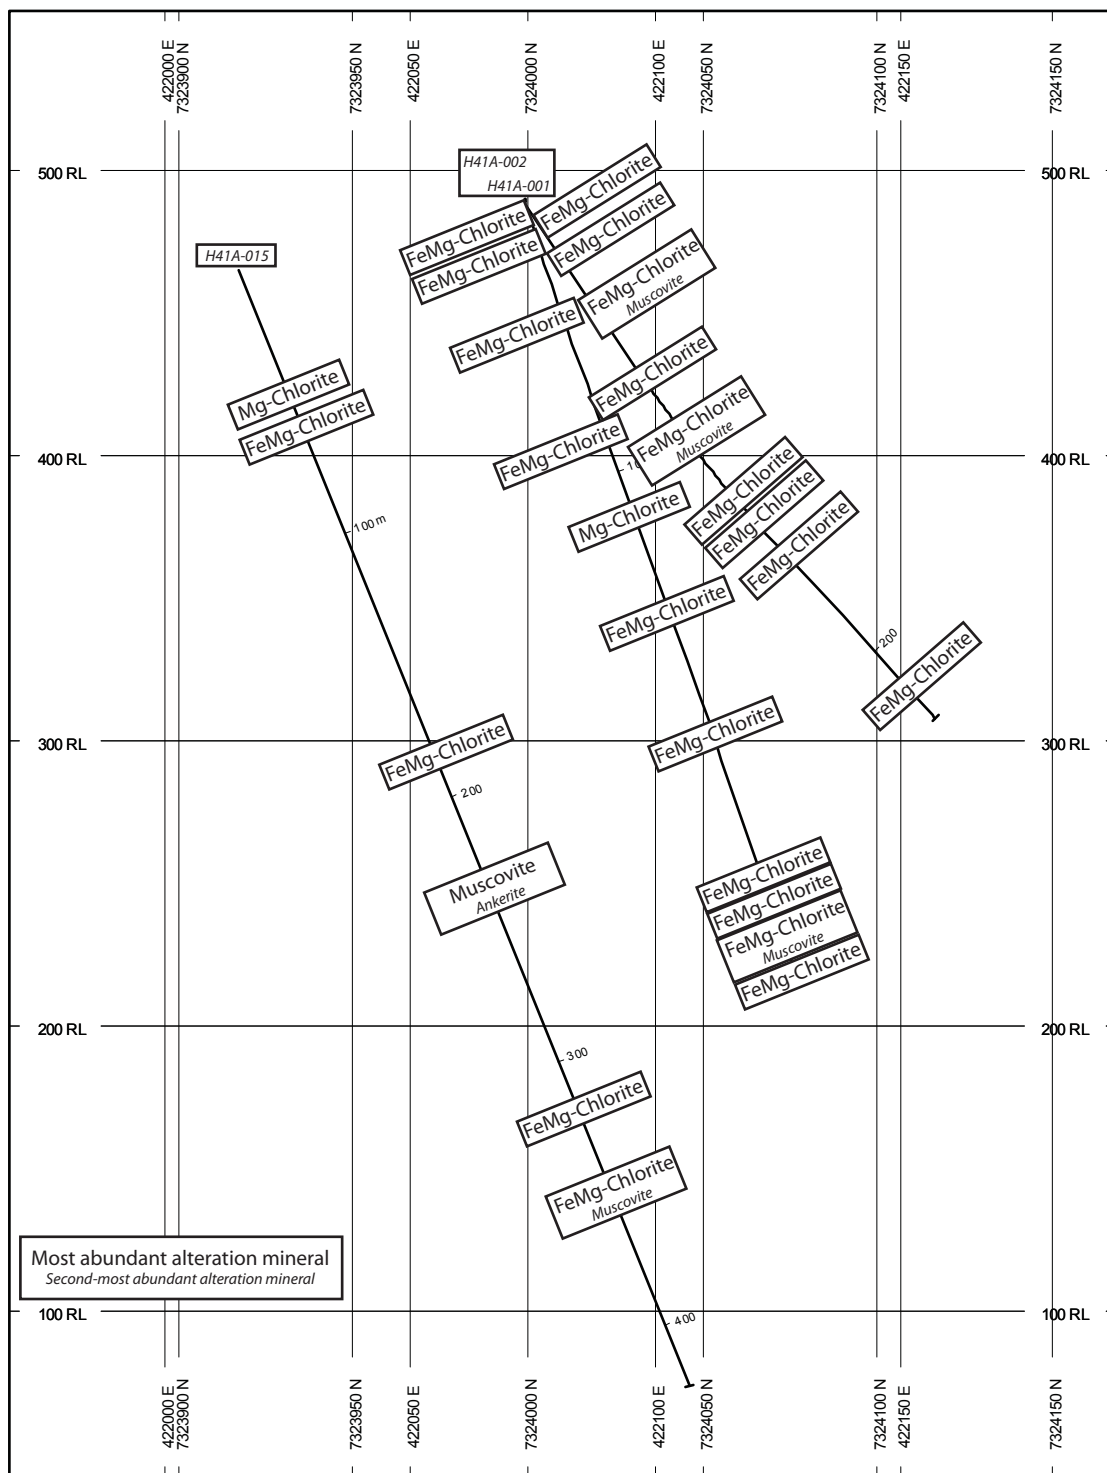 422000 E
7323900 N
7323950 N
422050 E
7324000 N
422100 E
7324050 N
7324100 N
422150 E
7324150 N
500 RL
500 RL
H41A-002
H41A-001
FeMg-Chlorite
FeMg-Chlorite
FeMg-Chlorite
FeMg-Chlorite
H41A-015
FeMg-Chlorite
Muscovite
FeMg-Chlorite
FeMg-Chlorite
Mg-Chlorite
FeMg-Chlorite
FeMg-Chlorite
Muscovite
FeMg-Chlorite
400 RL
400 RL
10
FeMg-Chlorite
FeMg-Chlorite
FeMg-Chlorite
Mg-Chlorite
100 m
FeMg-Chlorite
200
FeMg-Chlorite
FeMg-Chlorite
FeMg-Chlorite
300 RL
300 RL
200
Muscovite
Ankerite
FeMg-Chlorite
FeMg-Chlorite
FeMg-Chlorite
Muscovite
FeMg-Chlorite
200 RL
200 RL
300
FeMg-Chlorite
FeMg-Chlorite
Muscovite
Most abundant alteration mineral
Second-most abundant alteration mineral
100 RL
100 RL
400
422000 E
7323900 N
7323950 N
422050 E
7324000 N
422100 E
7324050 N
7324100 N
422150 E
7324150 N